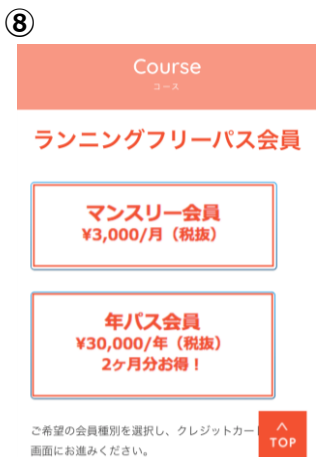 ⑧
Course
コース
ランニングフリーパス会員
マンスリー会員
¥3,000/月（税抜）
年パス会員
¥30,000/年（税抜）
2ヶ月分お得！
ご希望の会員種別を選択し、クレジットカー
画面にお進みください。
TOP